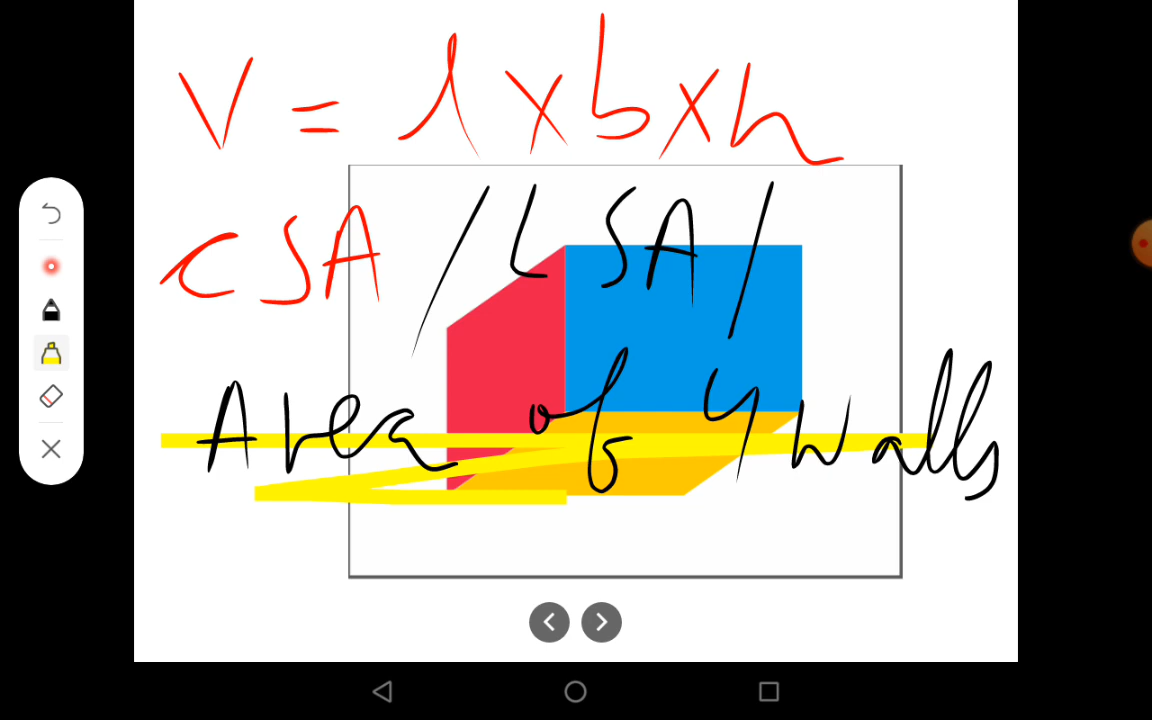 V = l x b x h
CSA / LSA /
Area of 4 walls